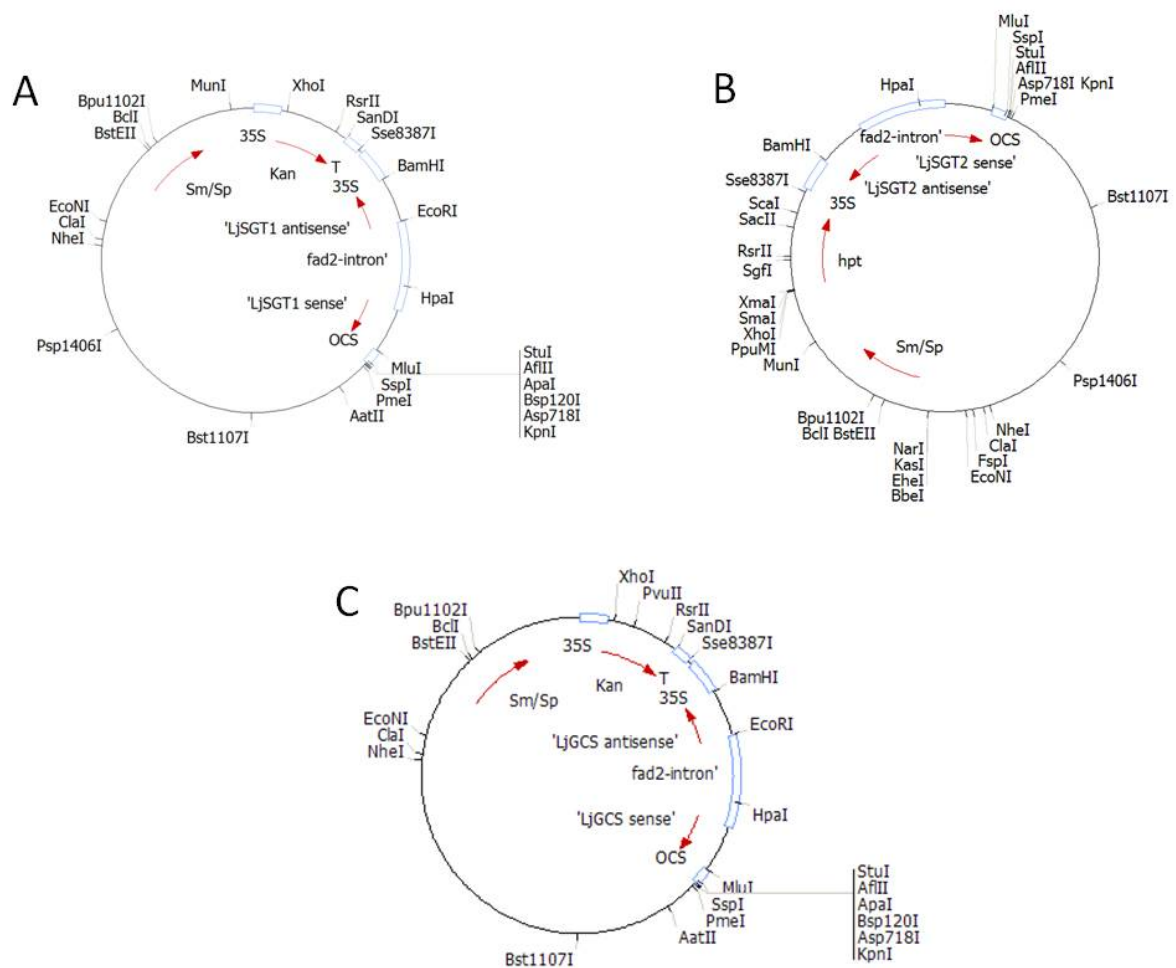 A
MunI
XhoI
Bpu1102I
BclI
BstEII
RsrII
SanDI
Sse8387I
35S
Kan
T
35S
BamHI
Sm/Sp
EcoNI
ClaI
NheI
EcoRI
'LjSGT1 antisense'
fad2-intron'
HpaI
'LjSGT1 sense'
OCS
Psp1406I
MluI
SspI
PmeI
AatII
StuI
AflII
ApaI
Bsp120I
Asp718I
KpnI
Bst1107I
B
MluI
SspI
StuI
AflII
Asp718I KpnI
PmeI
HpaI
fad2-intron'
OCS
BamHI
'LjSGT2 sense'
'LjSGT2 antisense'
Sse8387I
ScaI
SacII
35S
Bst1107I
RsrII
SgfI
hpt
XmaI
SmaI
XhoI
PpuMI
MunI
Sm/Sp
Psp1406I
Bpu1102I
BclI BstEII
NarI
KasI
EheI
BbeI
NheI
ClaI
FspI
EcoNI
C
XhoI
PvuII
RsrII
SanDI
Sse8387I
Bpu1102I
BclI
BstEII
35S
Kan
T
35S
BamHI
Sm/Sp
EcoNI
ClaI
NheI
EcoRI
'LjGCS antisense'
fad2-intron'
HpaI
'LjGCS sense'
OCS
MluI
SspI
PmeI
AatII
StuI
AflII
ApaI
Bsp120I
Asp718I
KpnI
Bst1107I